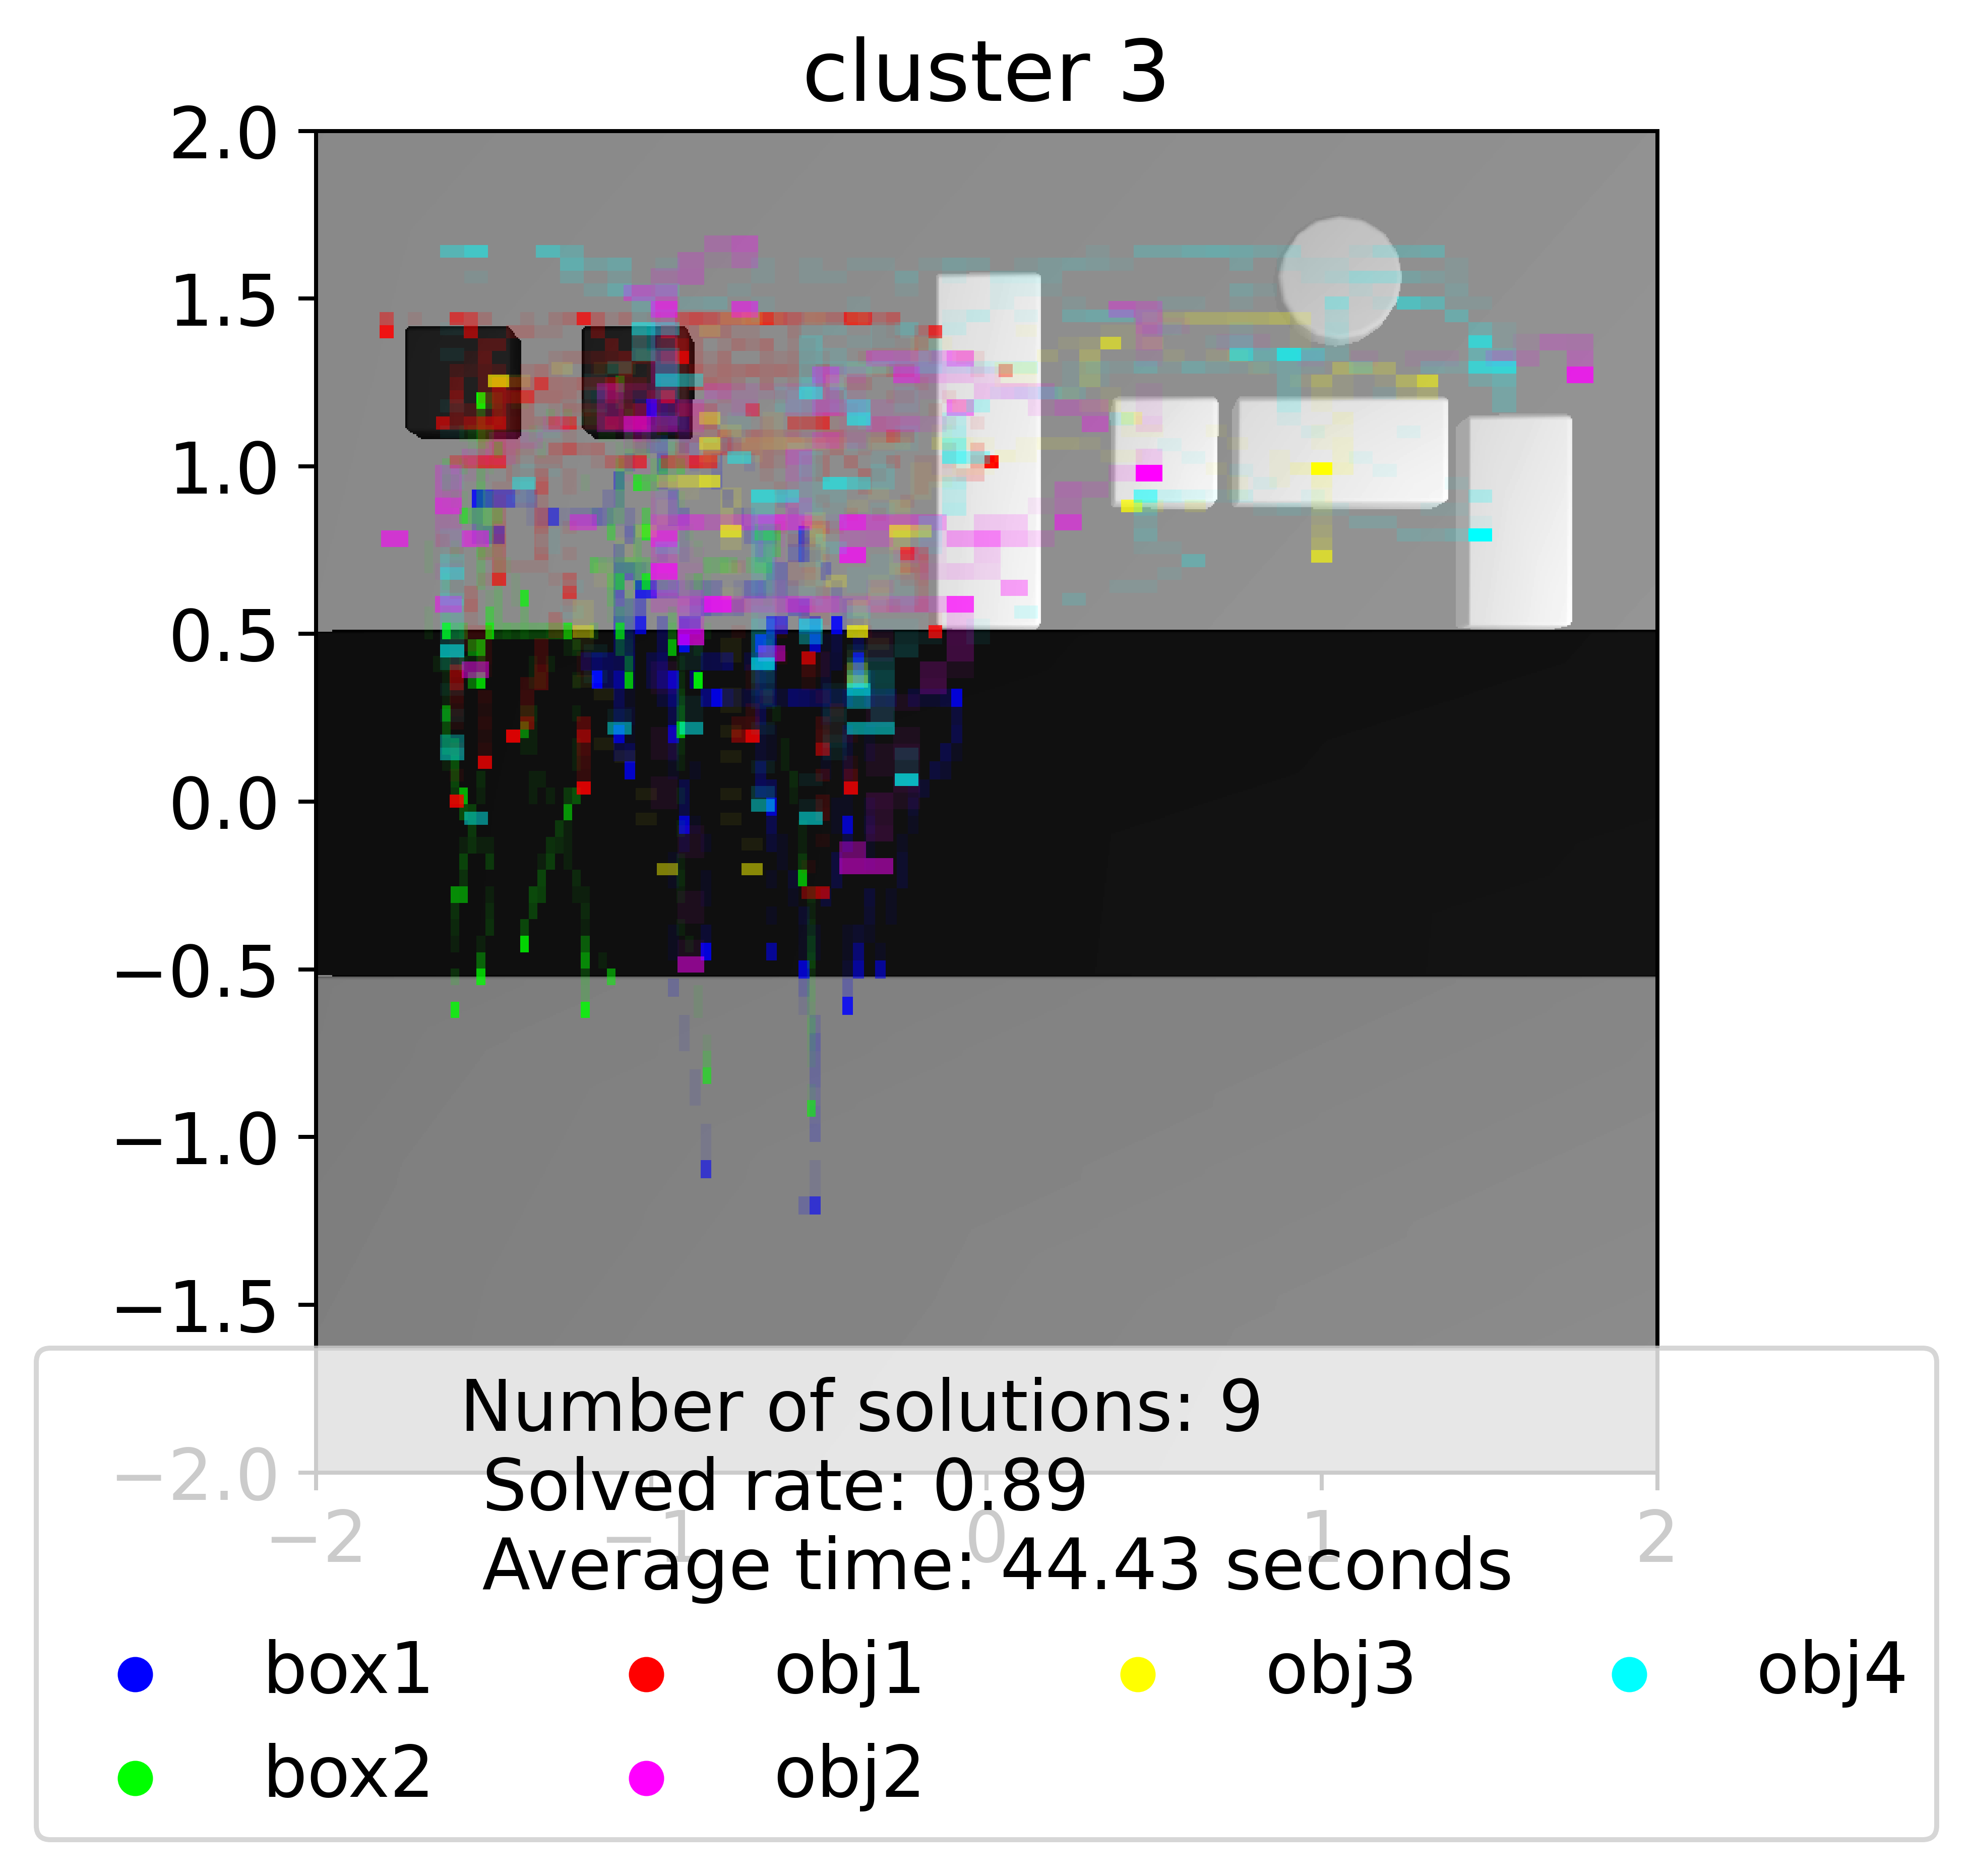 cluster 3
2.0
1.5
1.0
0.5
0.0
−0.5
−1.0
−1.5
−2.0
−2 −1 0 1 2
Number of solutions: 9
Solved rate: 0.89
Average time: 44.43 seconds
box1 obj1 obj3 obj4
box2 obj2